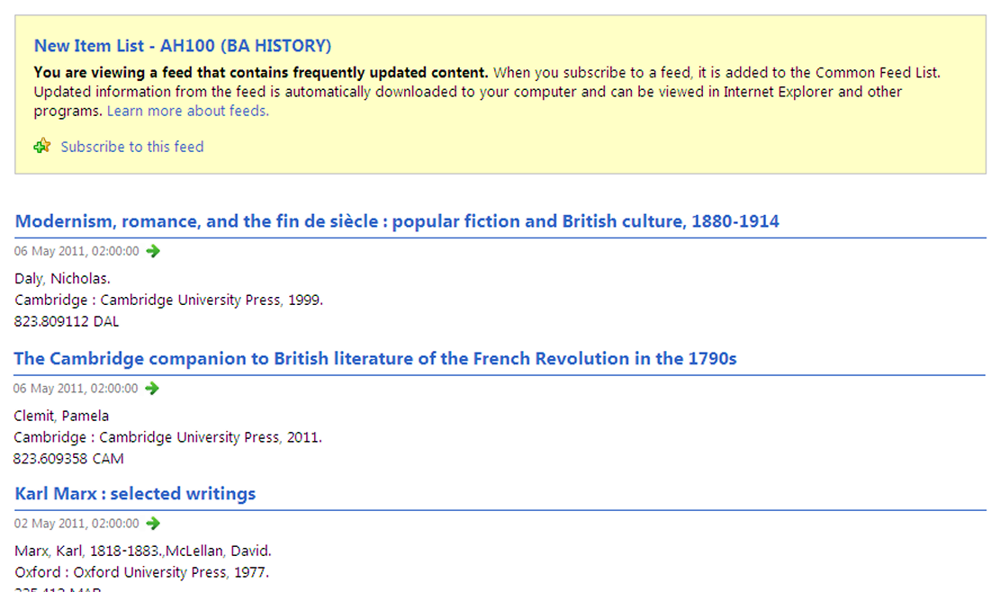 New Item List - AH100 (BA HISTORY)
You are viewing a feed that contains frequently updated content. When you subscribe to a feed, it is added to the Common Feed List.
Updated information from the feed is automatically downloaded to your computer and can be viewed in Internet Explorer and other
programs. Learn more about feeds.
Subscribe to this feed
Modernism, romance, and the fin de siècle : popular fiction and British culture, 1880-1914
06 May 2011, 02:00:00
Daly, Nicholas.
Cambridge : Cambridge University Press, 1999.
823.809112 DAL
The Cambridge companion to British literature of the French Revolution in the 1790s
06 May 2011, 02:00:00
Clemit, Pamela
Cambridge : Cambridge University Press, 2011.
823.609358 CAM
Karl Marx : selected writings
02 May 2011, 02:00:00
Marx, Karl, 1818-1883.,McLellan, David.
Oxford : Oxford University Press, 1977.